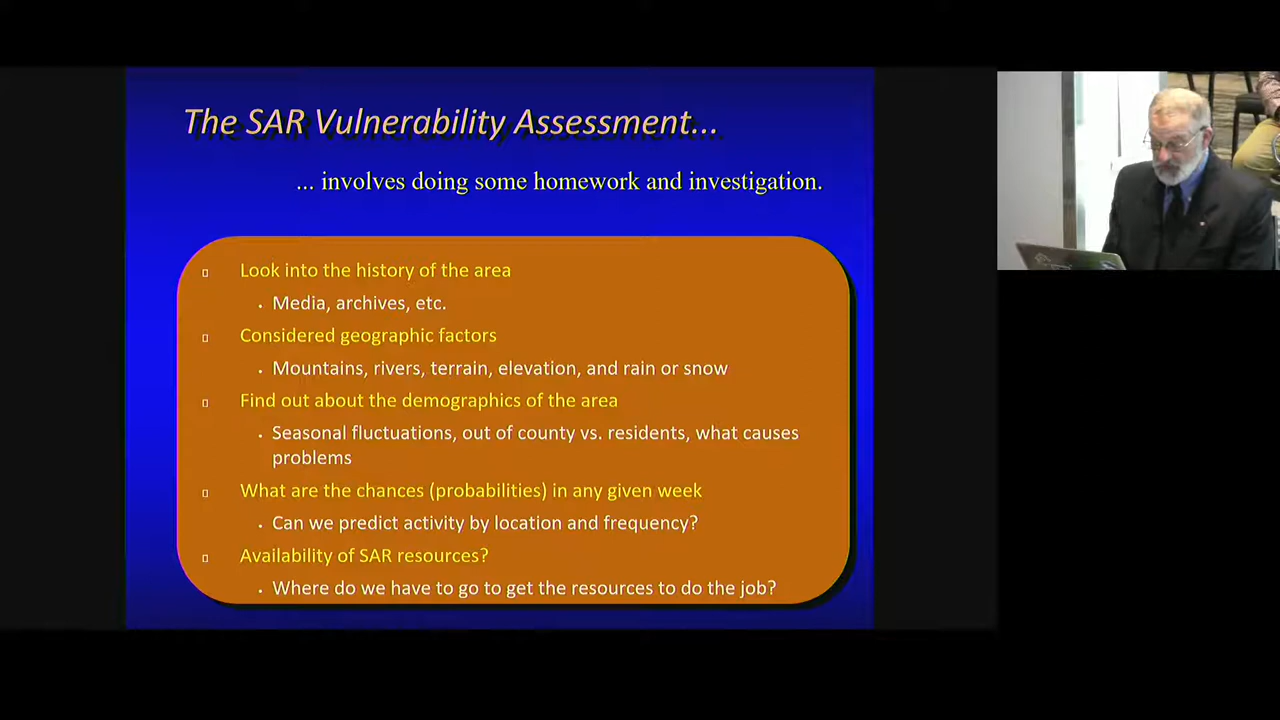 The SAR Vulnerability Assessment...
... involves doing some homework and investigation.
Look into the history of the area
Media, archives, etc.
Considered geographic factors
Mountains, rivers, terrain, elevation, and rain or snow
Find out about the demographics of the area
Seasonal fluctuations, out of county vs. residents, what causes
problems
What are the chances (probabilities) in any given week
Can we predict activity by location and frequency?
Availability of SAR resources?
Where do we have to go to get the resources to do the job?